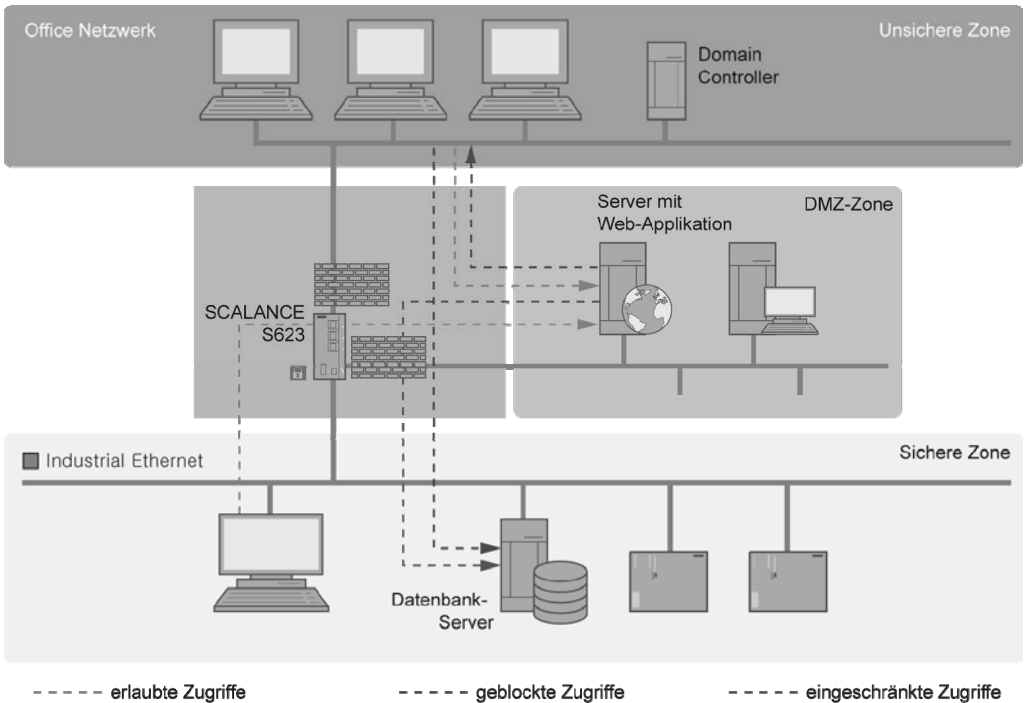 Office Netzwerk
Unsichere Zone
Domain
Controller
Server mit
Web-Applikation
DMZ-Zone
SCALANCE
S623
Industrial Ethernet
Sichere Zone
Datenbank-
Server
erlaubte Zugriffe
geblockte Zugriffe
eingeschränkte Zugriffe